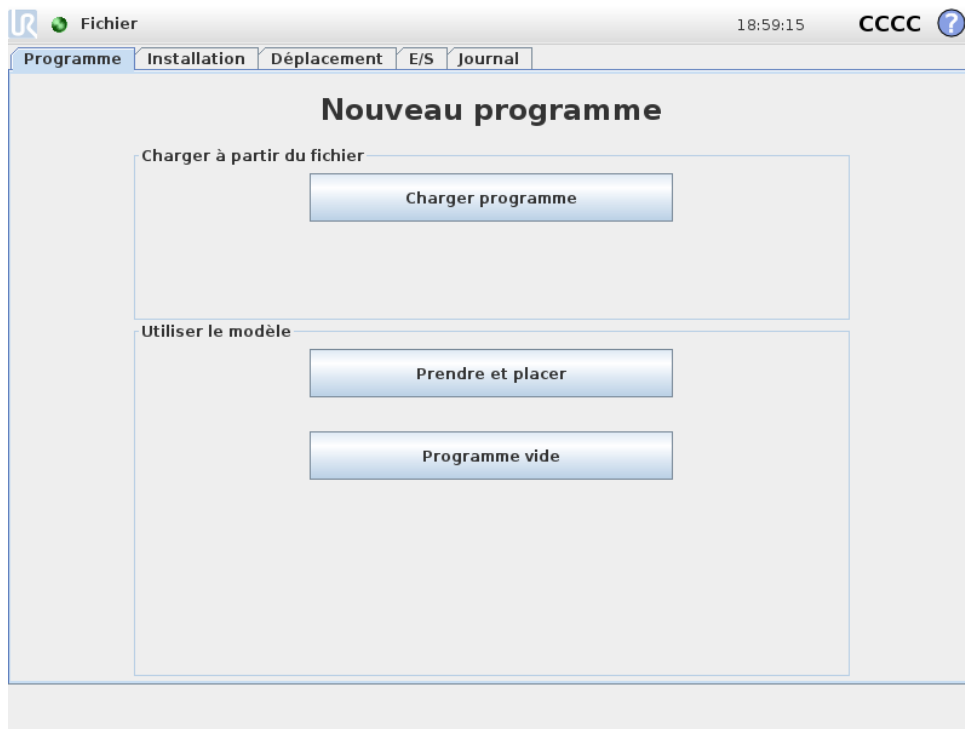 UR Fichier 18:59:15 CCCC ?
Programme Installation Déplacement E/S Journal
Nouveau programme
Charger à partir du fichier
Charger programme
Utiliser le modèle
Prendre et placer
Programme vide